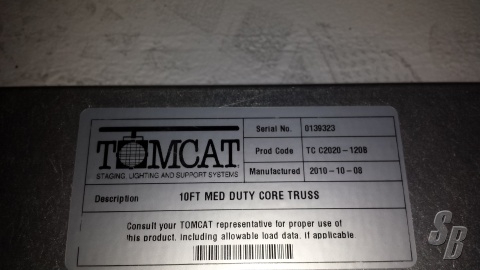 TOMCAT
STAGING, LIGHTING AND SUPPORT SYSTEMS
Serial No. 0139323
Prod Code TC C2020-120B
Manufactured 2010-10-08
Description 10FT MED DUTY CORE TRUSS
Consult your TOMCAT representative for proper use of
this product. Including allowable load data. if applicable
SB